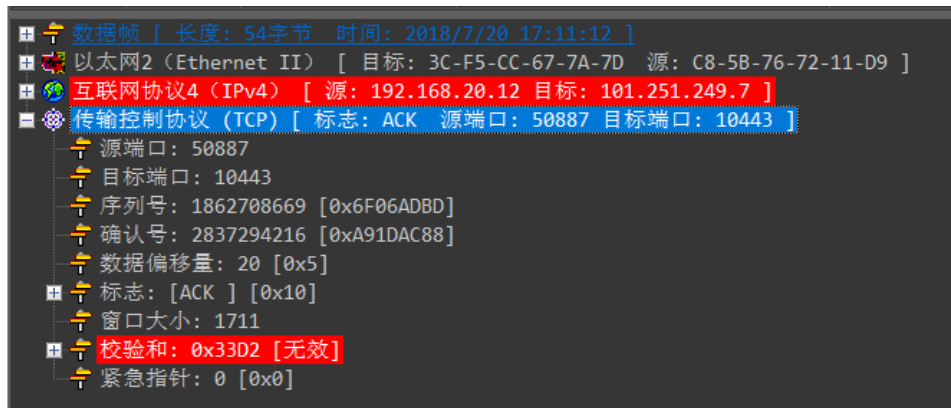 数据帧 [ 长度: 54字节 时间: 2018/7/20 17:11:12 ]
以太网2（Ethernet II） [ 目标: 3C-F5-CC-67-7A-7D 源: C8-5B-76-72-11-D9 ]
互联网协议4（IPv4） [ 源: 192.168.20.12 目标: 101.251.249.7 ]
传输控制协议 (TCP) [ 标志: ACK 源端口: 50887 目标端口: 10443 ]
源端口: 50887
目标端口: 10443
序列号: 1862708669 [0x6F06ADBD]
确认号: 2837294216 [0xA91DAC88]
数据偏移量: 20 [0x5]
标志: [ACK ] [0x10]
窗口大小: 1711
校验和: 0x33D2 [无效]
紧急指针: 0 [0x0]